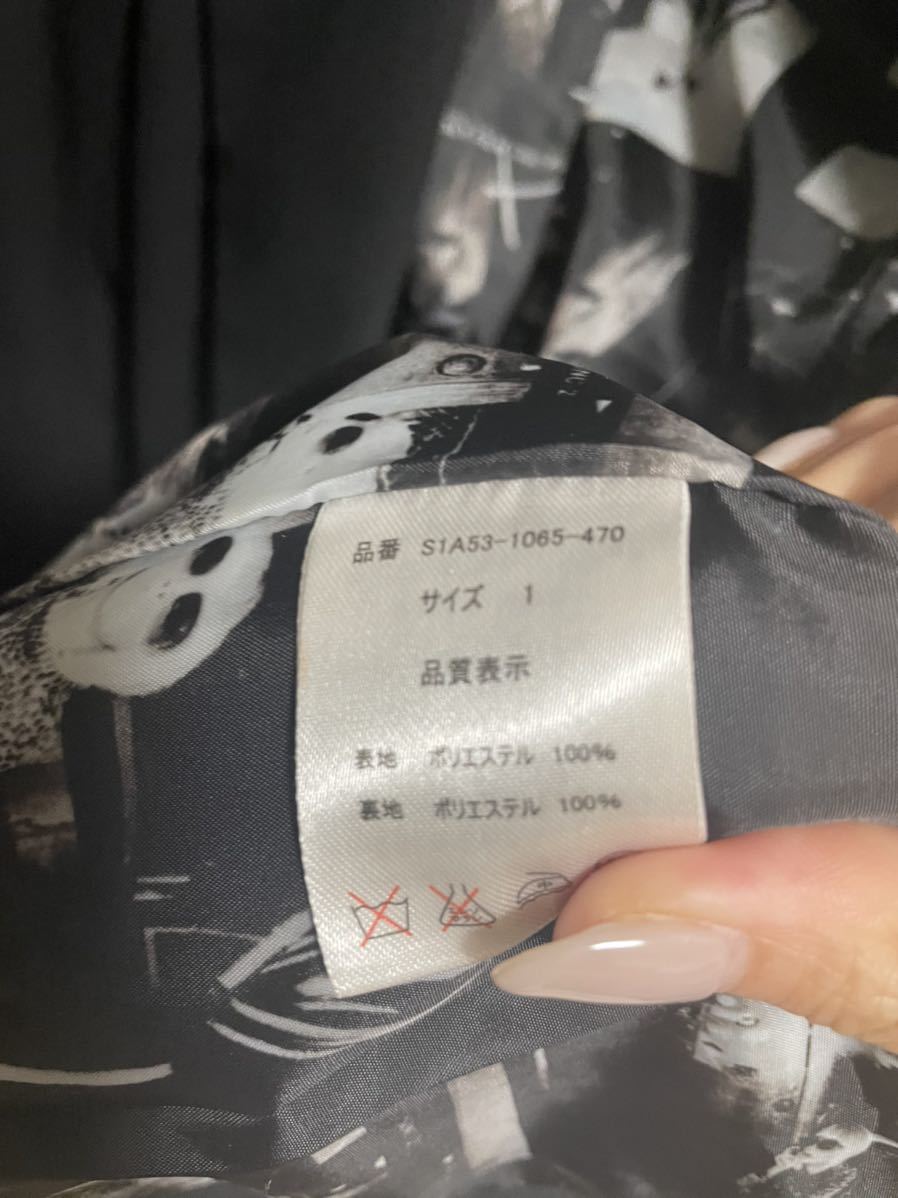 品番 S1A53-1065-470
サイズ 1
品質表示
表地 ポリエステル 100%
裏地 ポリエステル 100%
中